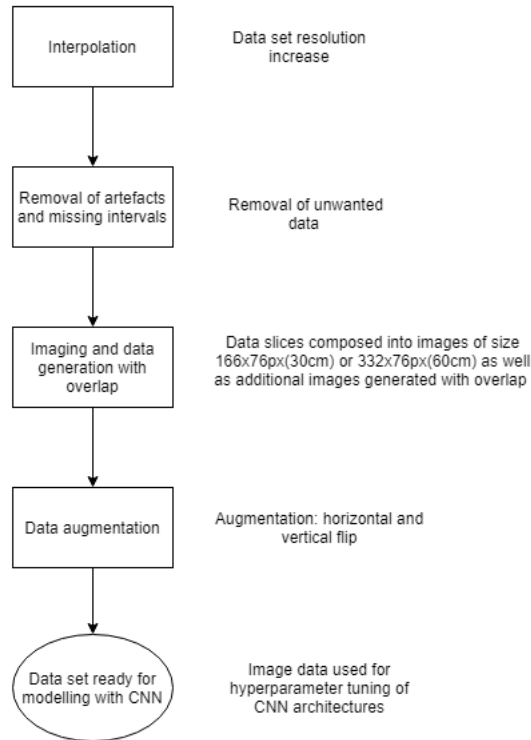 Interpolation
Data set resolution
increase
Removal of artefacts
and missing intervals
Removal of unwanted
data
Imaging and data
generation with
overlap
Data slices composed into images of size
166x76px(30cm) or 332x76px(60cm) as well
as additional images generated with overlap
Data augmentation
Augmentation: horizontal and
vertical flip
Data set ready for
modelling with CNN
Image data used for
hyperparameter tuning of
CNN architectures